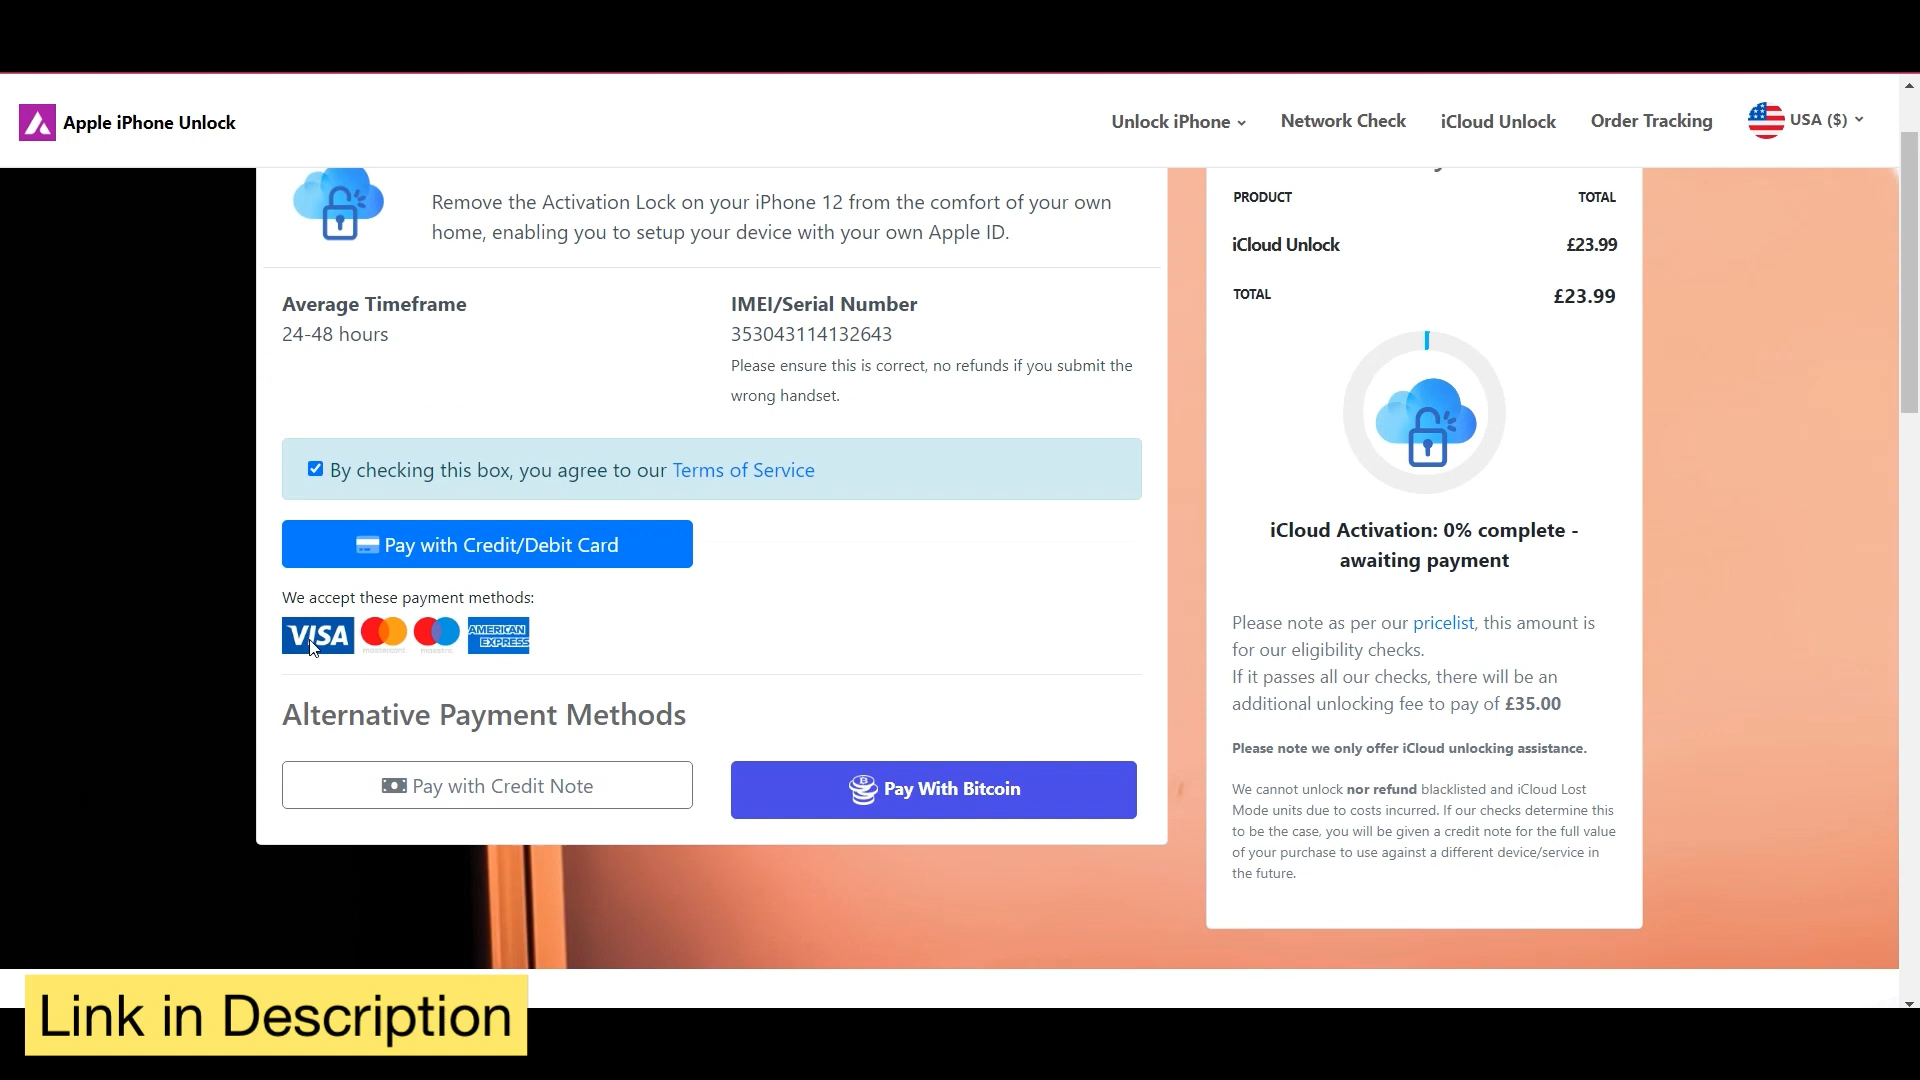 Apple iPhone Unlock
Unlock iPhone
Network Check
iCloud Unlock
Order Tracking
USA ($)
Remove the Activation Lock on your iPhone 12 from the comfort of your own
home, enabling you to setup your device with your own Apple ID.
Average Timeframe
24-48 hours
IMEI/Serial Number
353043114132643
Please ensure this is correct, no refunds if you submit the
wrong handset.
By checking this box, you agree to our Terms of Service
Pay with Credit/Debit Card
We accept these payment methods:
VISA
mastercard
maestro
AMERICAN
EXPRESS
Alternative Payment Methods
Pay with Credit Note
Pay With Bitcoin
PRODUCT TOTAL
iCloud Unlock £23.99
TOTAL £23.99
iCloud Activation: 0% complete -
awaiting payment
Please note as per our pricelist, this amount is
for our eligibility checks.
If it passes all our checks, there will be an
additional unlocking fee to pay of £35.00
Please note we only offer iCloud unlocking assistance.
We cannot unlock nor refund blacklisted and iCloud Lost
Mode units due to costs incurred. If our checks determine this
to be the case, you will be given a credit note for the full value
of your purchase to use against a different device/service in
the future.
Link in Description